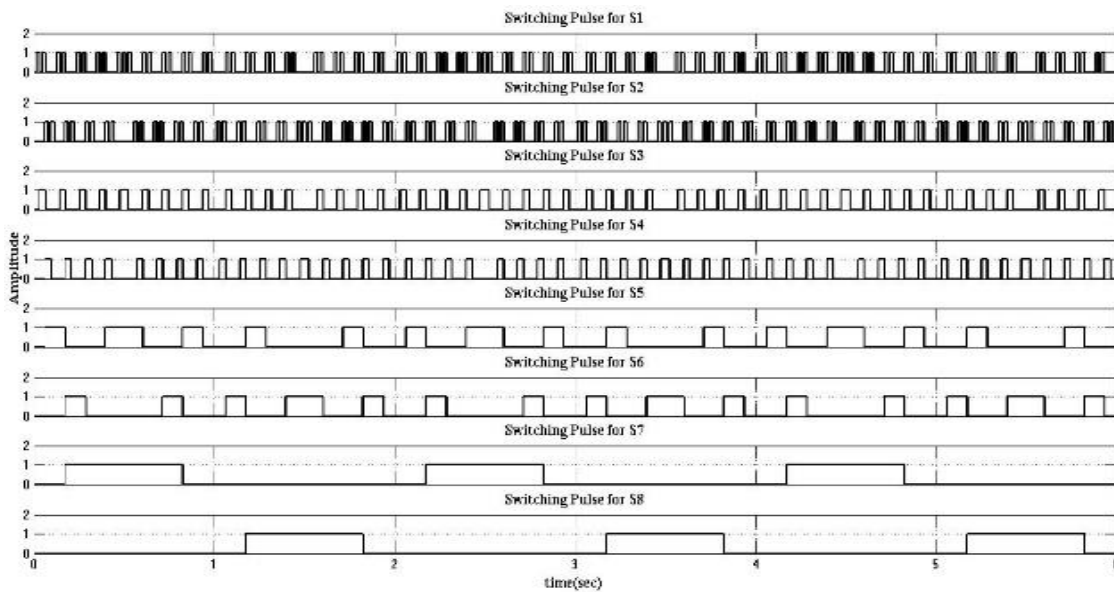 Switching Pulse for S1
2
1
0
Switching Pulse for S2
2
1
0
Switching Pulse for S3
2
1
0
Switching Pulse for S4
2
1
0
Amplitude
Switching Pulse for S5
2
1
0
Switching Pulse for S6
2
1
0
Switching Pulse for S7
2
1
0
Switching Pulse for S8
2
1
0
0 1 2 3 4 5
time(sec)